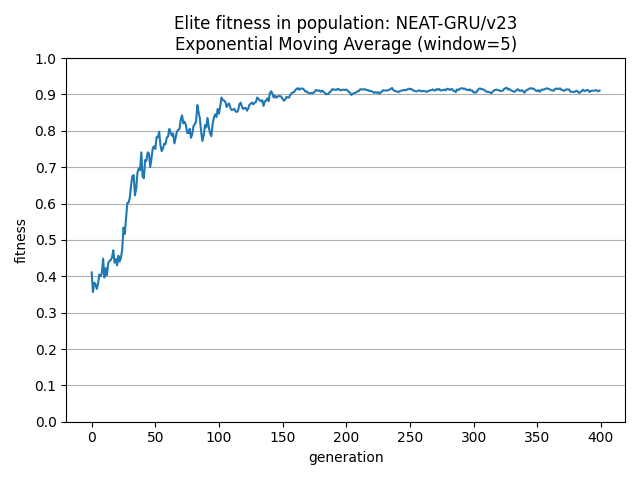 Elite fitness in population: NEAT-GRU/v23
Exponential Moving Average (window=5)
1.0
0.9
0.8
0.7
0.6
0.5
0.4
0.3
0.2
0.1
0.0
fitness
0 50 100 150 200 250 300 350 400
generation